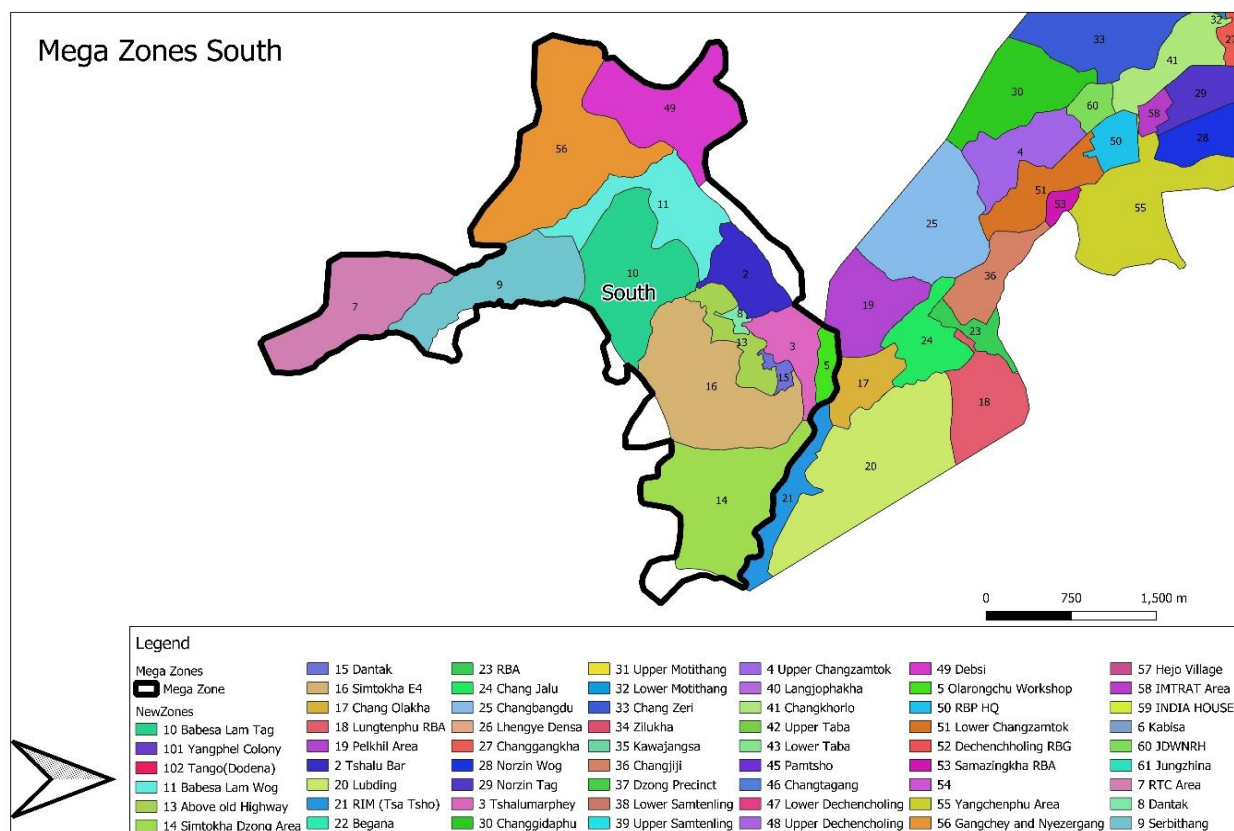 Mega Zones South
32
33
27
41
49
29
30
60
58
50
28
4
56
51
11
53
55
25
2
10
36
9
South
7
19
8
23
3
24
13
5
15
16
17
18
20
14
21
0 750 1,500 m
Legend
Mega Zones
Mega Zone
NewZones
10 Babesa Lam Tag
101 Yangphel Colony
102 Tango(Dodena)
11 Babesa Lam Wog
13 Above old Highway
14 Simtokha Dzong Area
15 Dantak
16 Simtokha E4
17 Chang Olakha
18 Lungtenphu RBA
19 Pelkhil Area
2 Tshalu Bar
20 Lubding
21 RIM (Tsa Tsho)
22 Begana
23 RBA
24 Chang Jalu
25 Changbangdu
26 Lhengye Densa
27 Changgangkha
28 Norzin Wog
29 Norzin Tag
3 Tshalumarphey
30 Changgidaphu
31 Upper Motithang
32 Lower Motithang
33 Chang Zeri
34 Zilukha
35 Kawajangsa
36 Changjiji
37 Dzong Precinct
38 Lower Samtenling
39 Upper Samtenling
4 Upper Changzamtok
40 Langjophakha
41 Changkhorlo
42 Upper Taba
43 Lower Taba
45 Pamtsho
46 Changtagang
47 Lower Dechencholing
48 Upper Dechencholing
49 Debsi
5 Olarongchu Workshop
50 RBP HQ
51 Lower Changzamtok
52 Dechenchholing RBG
53 Samazingkha RBA
54
55 Yangchenphu Area
56 Gangchey and Nyezergang
57 Hejo Village
58 IMTRAT Area
59 INDIA HOUSE
6 Kabisa
60 JDWNRH
61 Jungzhina
7 RTC Area
8 Dantak
9 Serbithang